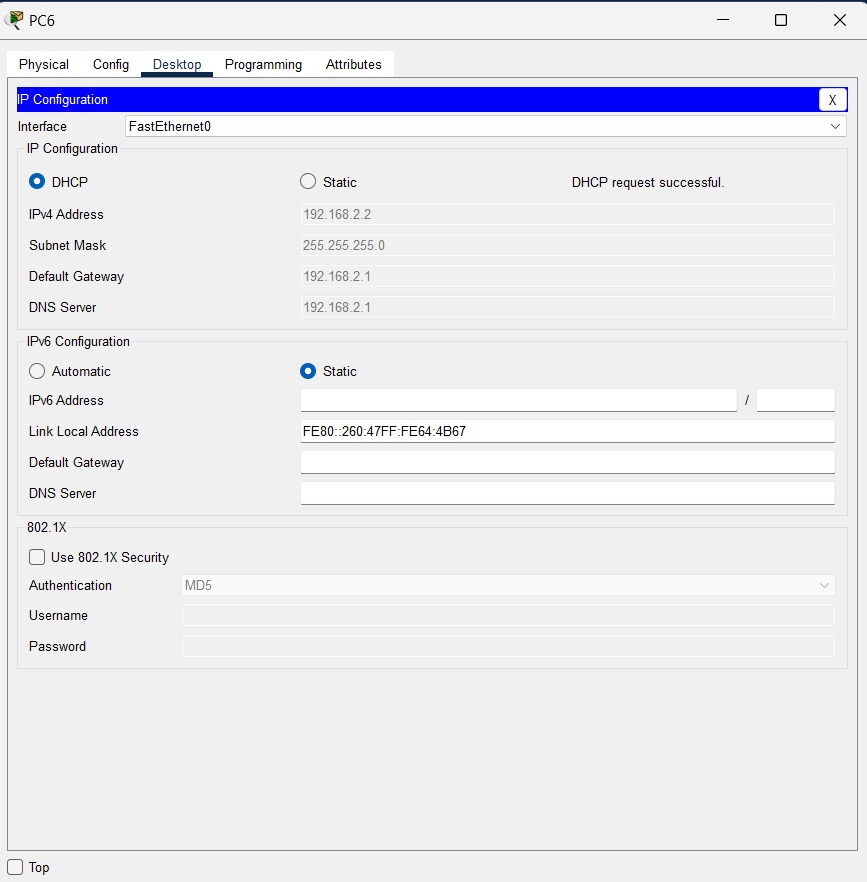 PC6
Physical Config Desktop Programming Attributes
IP Configuration X
Interface FastEthernet0
IP Configuration
DHCP Static DHCP request successful.
IPv4 Address 192.168.2.2
Subnet Mask 255.255.255.0
Default Gateway 192.168.2.1
DNS Server 192.168.2.1
IPv6 Configuration
Automatic Static
IPv6 Address /
Link Local Address FE80::260:47FF:FE64:4B67
Default Gateway
DNS Server
802.1X
Use 802.1X Security
Authentication MD5
Username
Password
Top